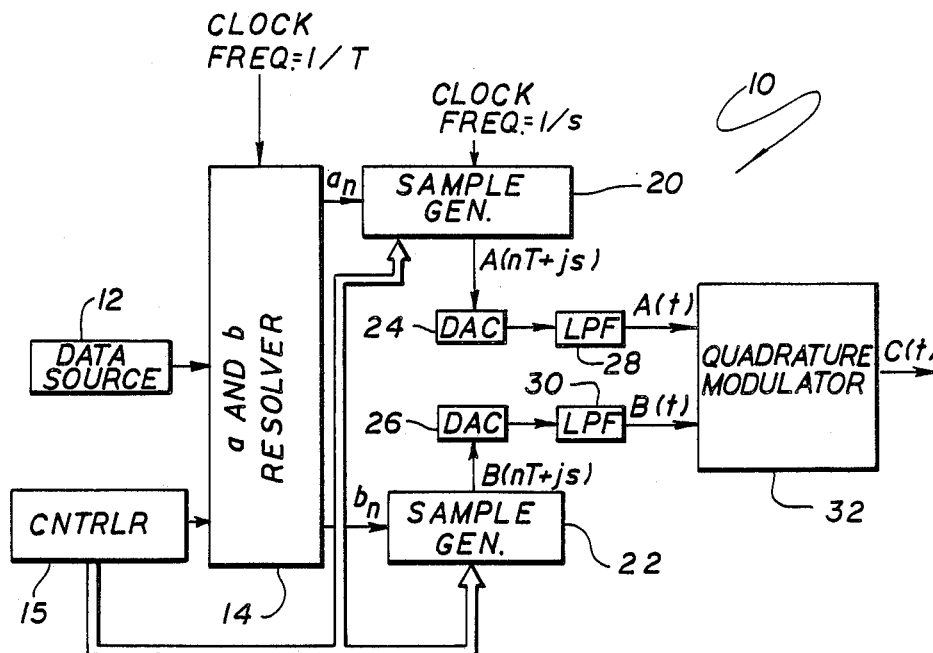 CLOCK
FREQ.=1/T
CLOCK
FREQ.=1/s
10
an
SAMPLE
GEN.
20
A(nT+js)
12
DATA
SOURCE
a AND b
RESOLVER
24
DAC
LPF
28
A(t)
QUADRATURE
MODULATOR
C(t)
30
26
DAC
LPF
B(t)
B(nT+js)
32
CNTRLR
15
14
bn
SAMPLE
GEN.
22